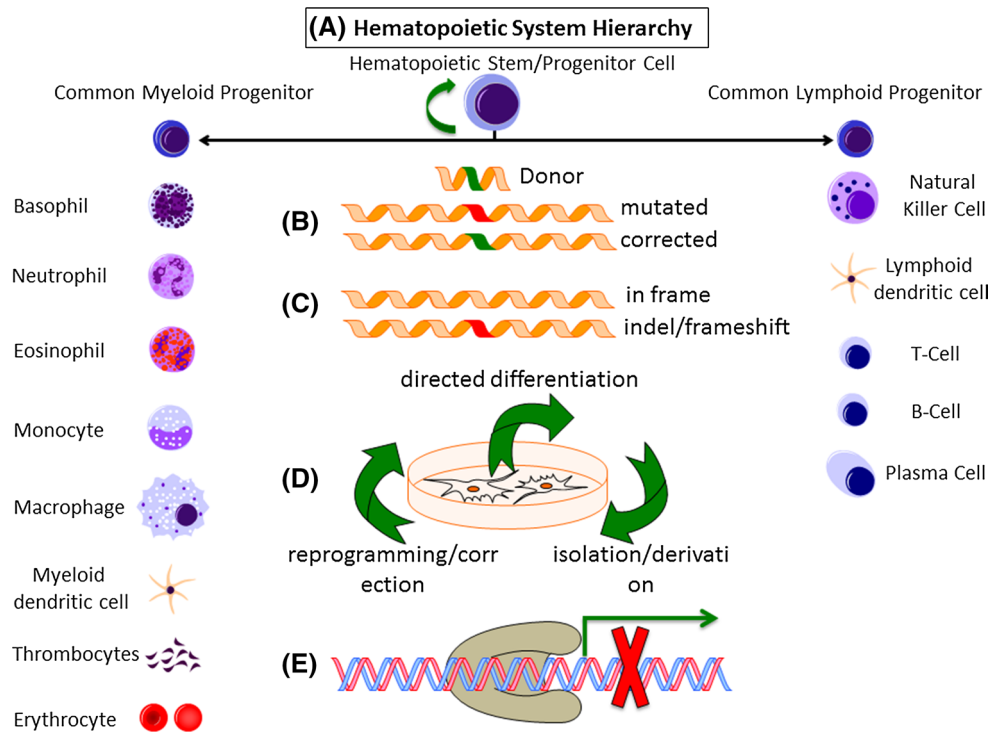 (A) Hematopoietic System Hierarchy
Hematopoietic Stem/Progenitor Cell
Common Myeloid Progenitor
Common Lymphoid Progenitor
Basophil
Neutrophil
Eosinophil
Monocyte
Macrophage
Myeloid
dendritic cell
Thrombocytes
Erythrocyte
Donor
(B)
mutated
corrected
(C)
in frame
indel/frameshift
directed differentiation
(D)
reprogramming/corr
ection
isolation/derivati
on
(E)
Natural
Killer Cell
Lymphoid
dendritic cell
T-Cell
B-Cell
Plasma Cell